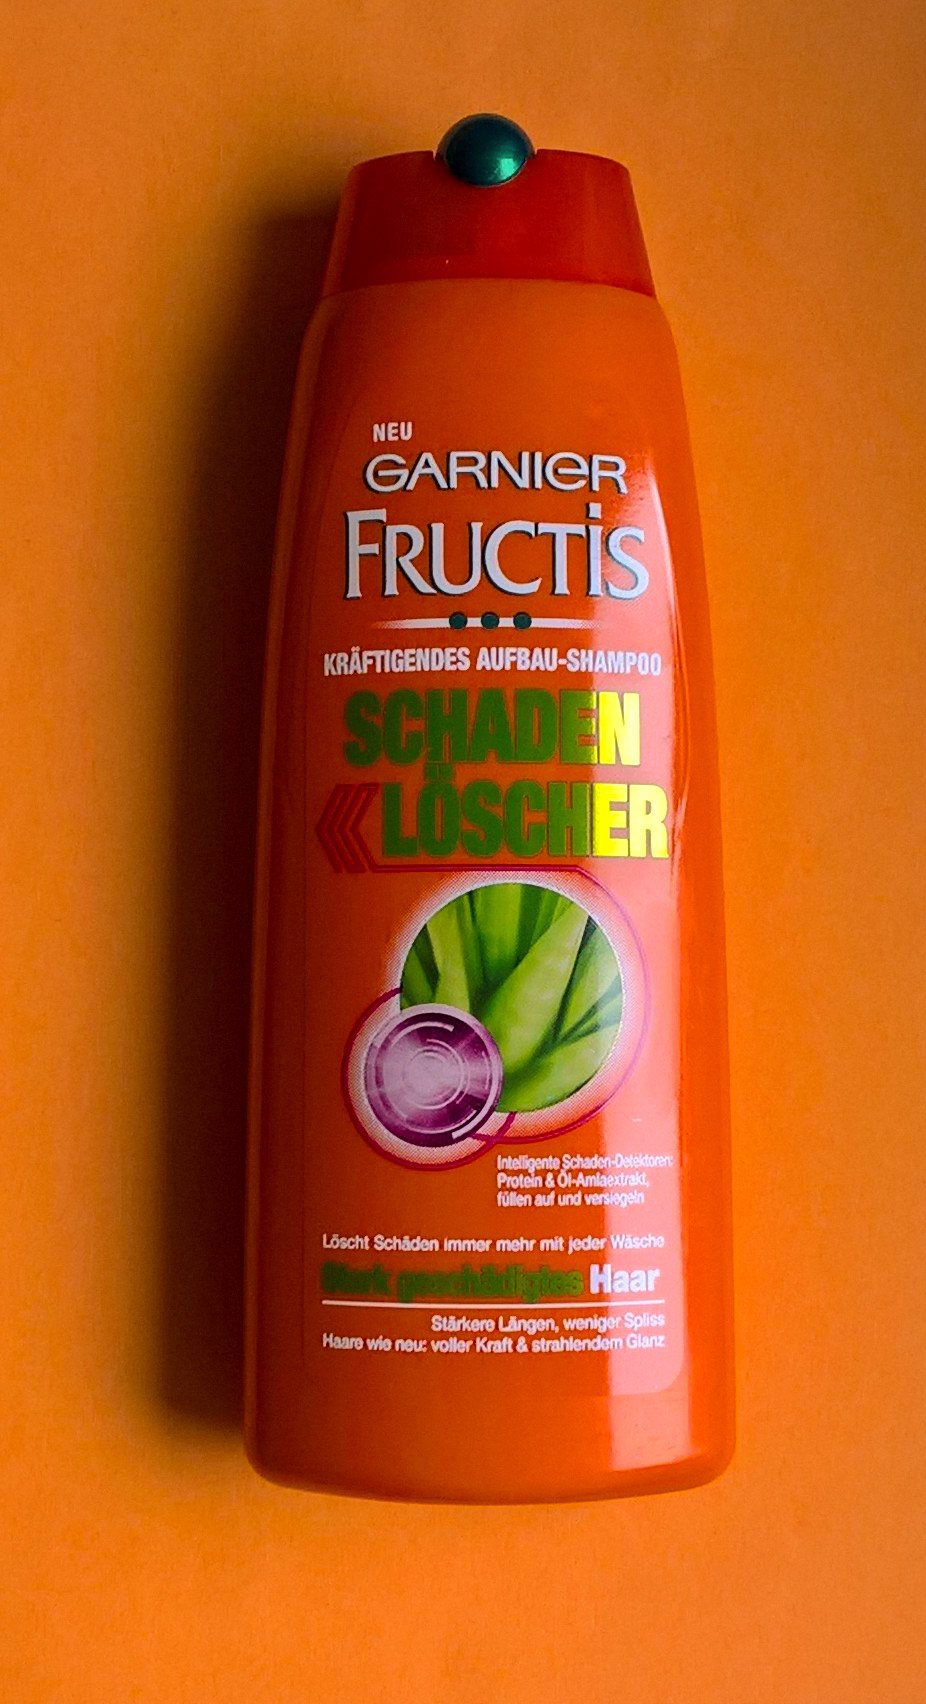 NEU
GARNIER
FRUCTiS
KRÄFTIGENDES AUFBAU-SHAMPOO
SCHADEN
LÖSCHER
Intelligente Schaden-Detektoren:
Protein & Öl-Amlaextrakt,
füllen auf und versiegeln
Löscht Schäden immer mehr mit jeder Wäsche
Stark geschädigtes Haar
Stärkere Längen, weniger Spliss
Haare wie neu: voller Kraft & strahlendem Glanz